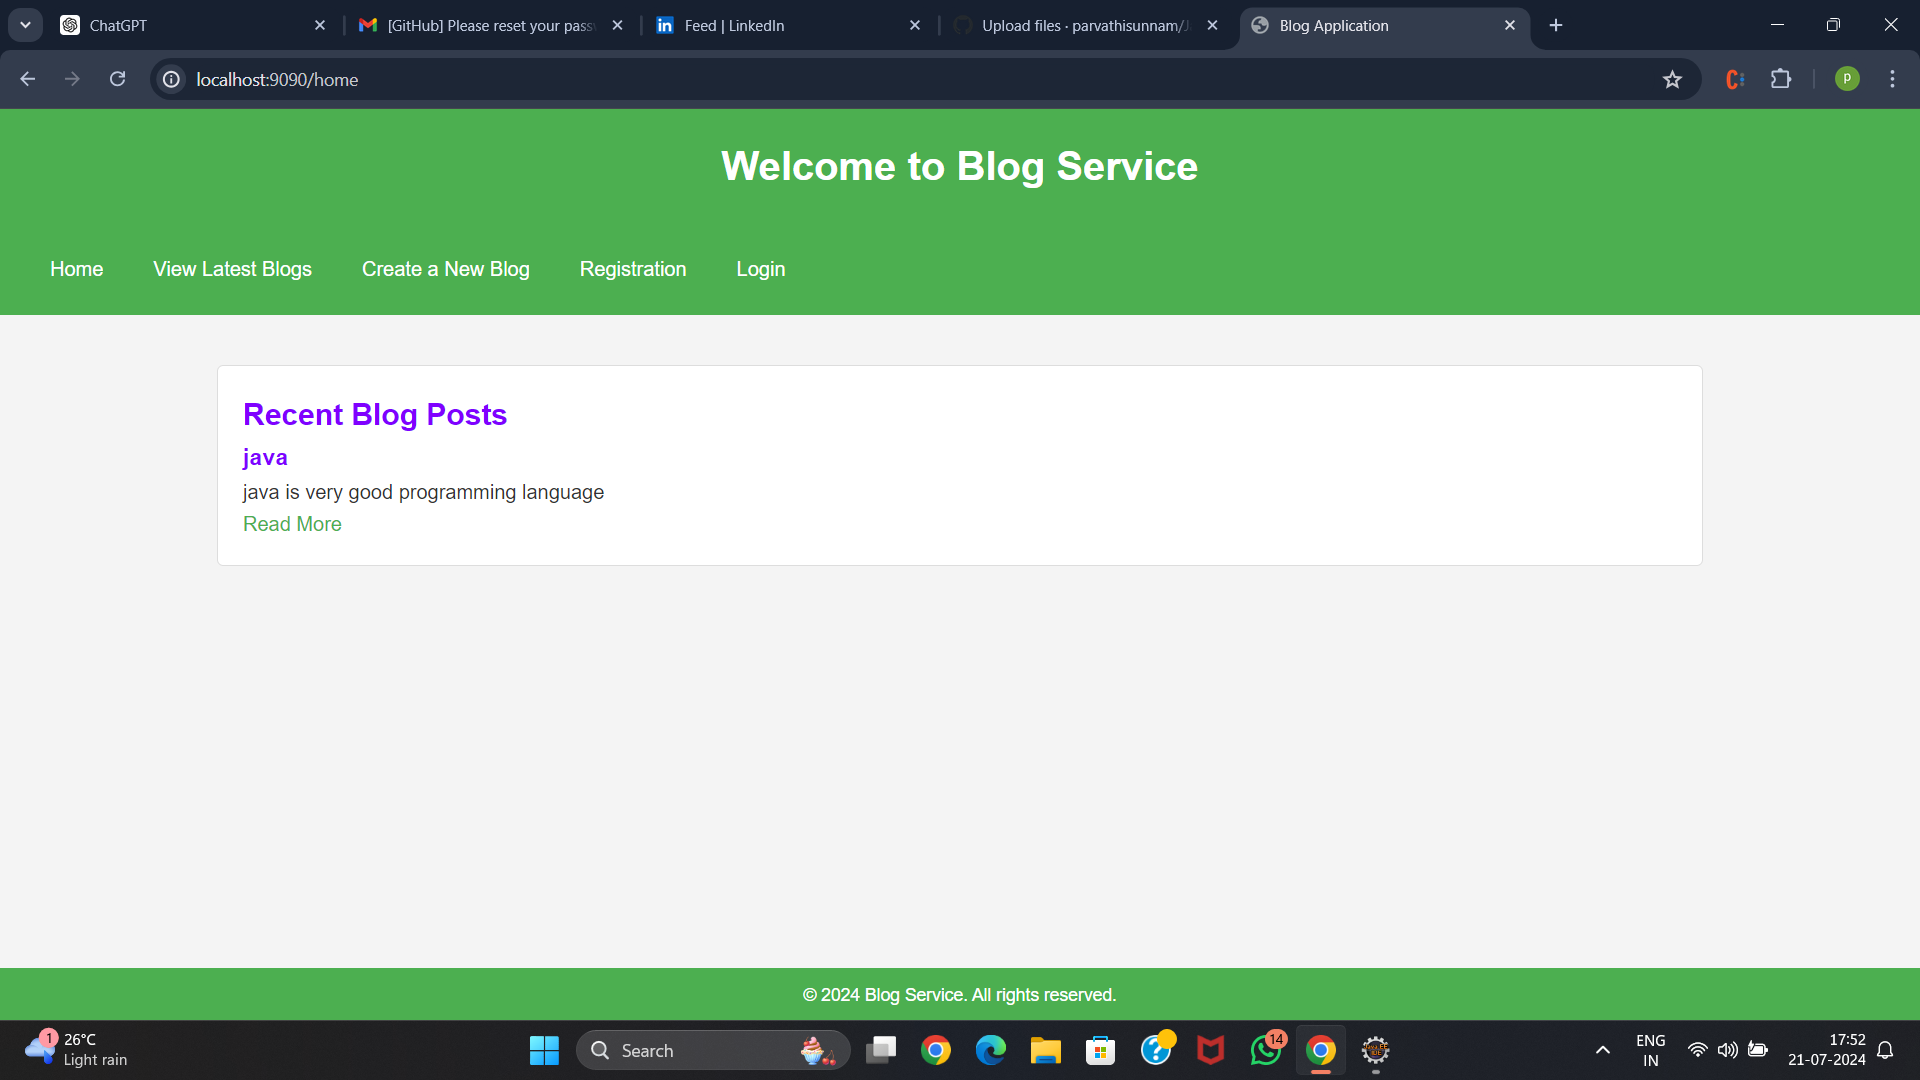 ChatGPT
[GitHub] Please reset your passw
Feed | LinkedIn
Upload files · parvathisunnam/J
Blog Application
localhost:9090/home
P
Welcome to Blog Service
Home View Latest Blogs Create a New Blog Registration Login
Recent Blog Posts
java
java is very good programming language
Read More
© 2024 Blog Service. All rights reserved.
1
26°C
Light rain
Search
14
ENG
IN
17:52
21-07-2024